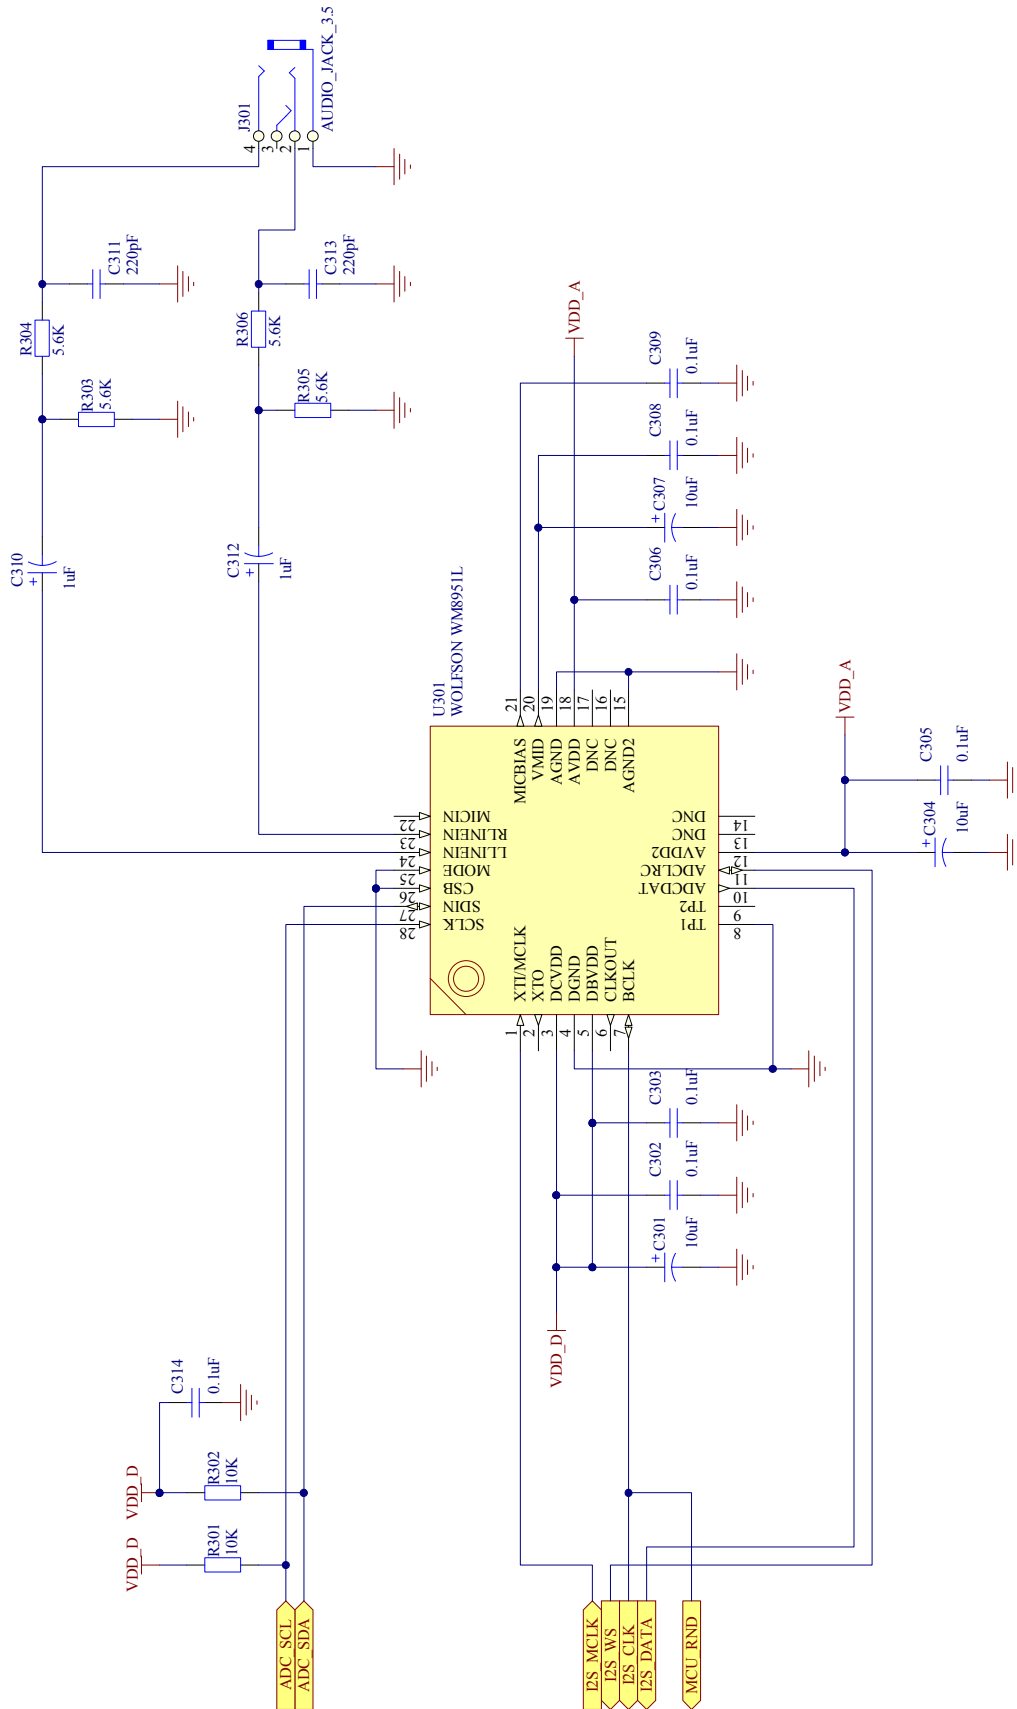 J301
AUDIO_JACK_3.5
4
3
2
1
C311
220pF
C313
220pF
R304
5.6K
R306
5.6K
R303
5.6K
R305
5.6K
C310
+
1uF
C312
+
1uF
VDD_A
C309
0.1uF
C308
0.1uF
+
C307
10uF
C306
0.1uF
U301
WOLFSON WM8951L
21
20
19
18
17
16
15
MICBIAS
VMID
AGND
AVDD
DNC
DNC
AGND2
22
23
24
25
26
27
28
MICIN
RLINEIN
LLINEIN
MODE
CSB
SDIN
SCLK
DNC
DNC
AVDD2
ADCLRC
ADCDAT
TP2
TP1
14
13
12
11
10
9
8
XTI/MCLK
XTO
DCVDD
DGND
DBVDD
CLKOUT
BCLK
1
2
3
4
5
6
7
VDD_A
C305
0.1uF
+
C304
10uF
C303
0.1uF
C302
0.1uF
+
C301
10uF
VDD_D
C314
0.1uF
VDD_D
R302
10K
VDD_D
R301
10K
ADC_SCL
ADC_SDA
I2S_MCLK
I2S_WS
I2S_CLK
I2S_DATA
MCU_RND